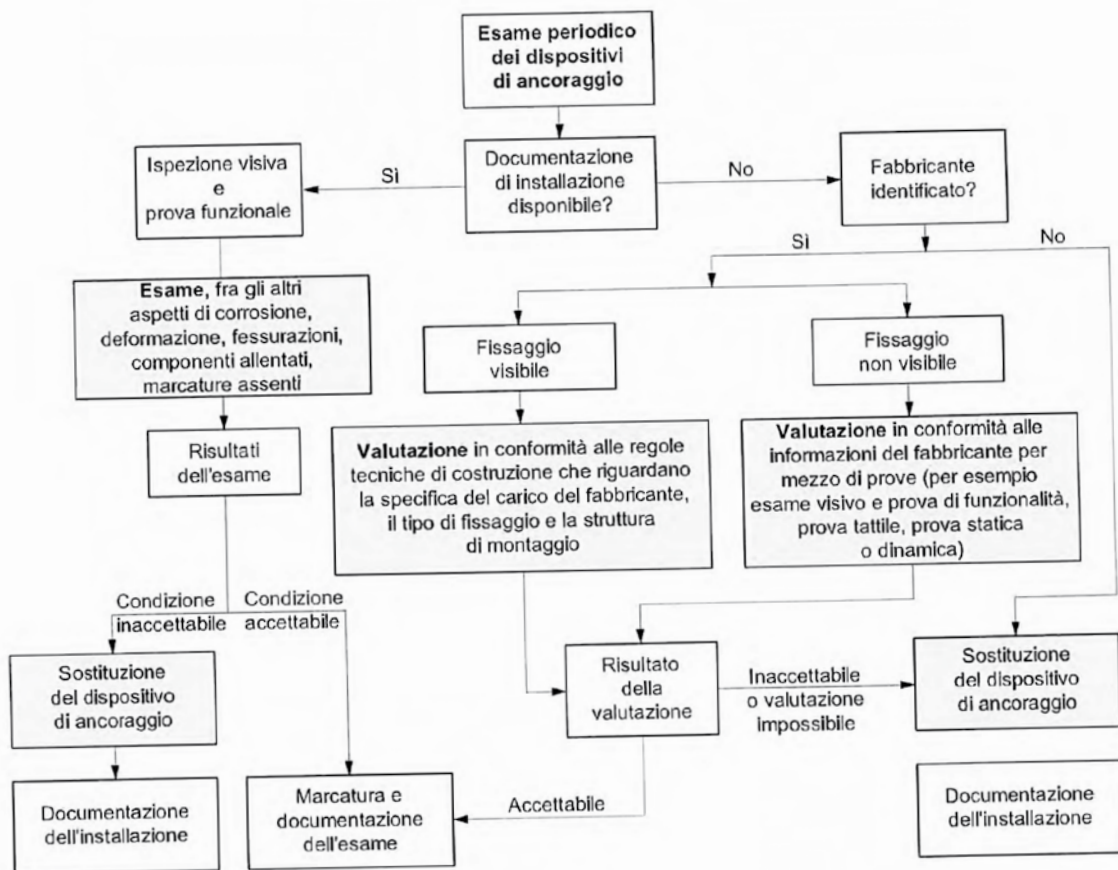 Esame periodico
dei dispositivi
di ancoraggio
Ispezione visiva
e
prova funzionale
Sì
Documentazione
di installazione
disponibile?
No
Fabbricante
identificato?
Sì
No
Esame, fra gli altri
aspetti di corrosione,
deformazione, fessurazioni,
componenti allentati,
marcature assenti
Fissaggio
visibile
Fissaggio
non visibile
Risultati
dell'esame
Valutazione in conformità alle regole
tecniche di costruzione che riguardano
la specifica del carico del fabbricante,
il tipo di fissaggio e la struttura
di montaggio
Valutazione in conformità alle
informazioni del fabbricante per
mezzo di prove (per esempio
esame visivo e prova di funzionalità,
prova tattile, prova statica
o dinamica)
Condizione
inaccettabile
Condizione
accettabile
Sostituzione
del dispositivo
di ancoraggio
Risultato
della
valutazione
Inaccettabile
o valutazione
impossibile
Sostituzione
del dispositivo
di ancoraggio
Documentazione
dell'installazione
Marcatura e
documentazione
dell'esame
Accettabile
Documentazione
dell'installazione